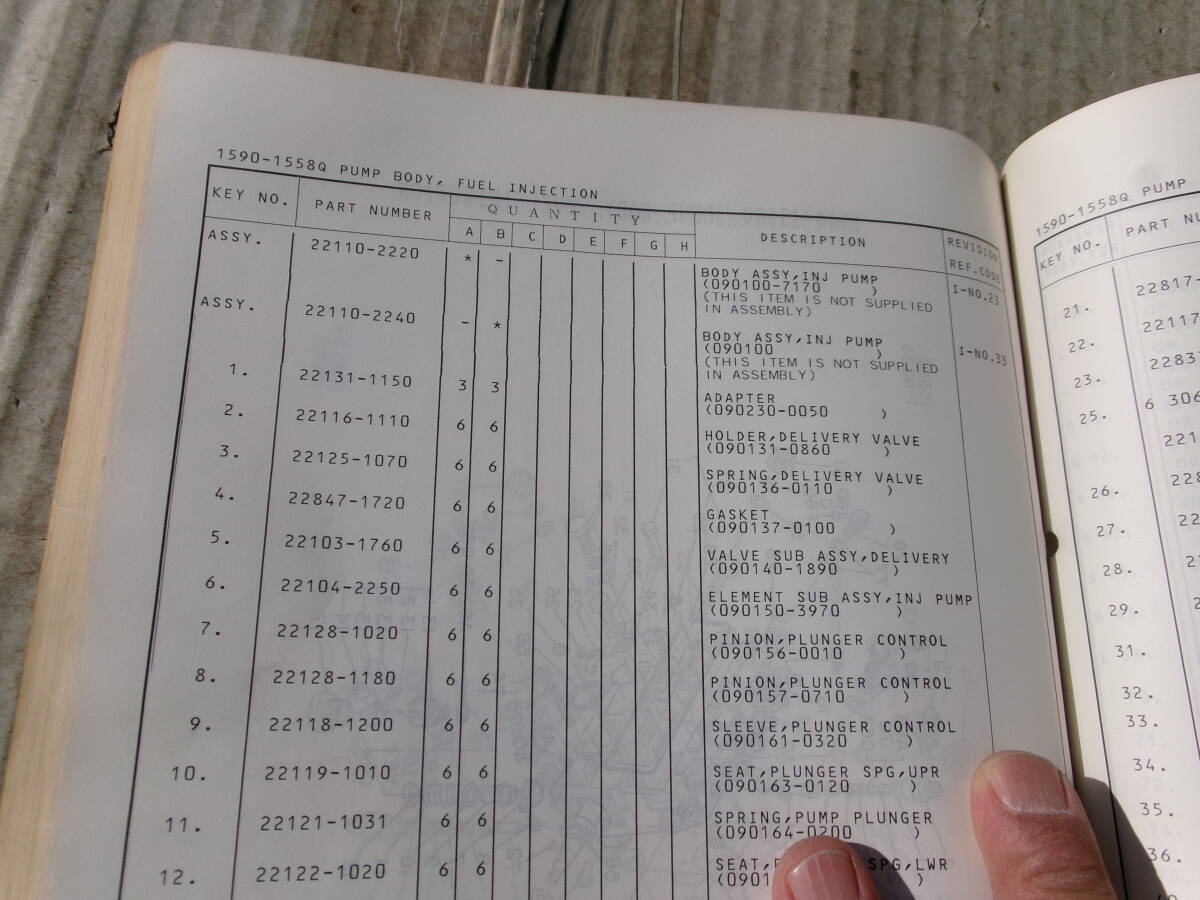 1590-1558Q PUMP BODY, FUEL INJECTION
KEY NO. PART NUMBER QUANTITY DESCRIPTION REVISION REF.CODE
A B C D E F G H
ASSY. 22110-2220 * - BODY ASSY,INJ PUMP I-NO.23
(090100-7170 )
(THIS ITEM IS NOT SUPPLIED
IN ASSEMBLY)
ASSY. 22110-2240 - * BODY ASSY,INJ PUMP I-NO.33
(090100 )
(THIS ITEM IS NOT SUPPLIED
IN ASSEMBLY)
1. 22131-1150 3 3 ADAPTER
(090230-0050 )
2. 22116-1110 6 6 HOLDER,DELIVERY VALVE
(090131-0860 )
3. 22125-1070 6 6 SPRING,DELIVERY VALVE
(090136-0110 )
4. 22847-1720 6 6 GASKET
(090137-0100 )
5. 22103-1760 6 6 VALVE SUB ASSY,DELIVERY
(090140-1890 )
6. 22104-2250 6 6 ELEMENT SUB ASSY,INJ PUMP
(090150-3970 )
7. 22128-1020 6 6 PINION,PLUNGER CONTROL
(090156-0010 )
8. 22128-1180 6 6 PINION,PLUNGER CONTROL
(090157-0710 )
9. 22118-1200 6 6 SLEEVE,PLUNGER CONTROL
(090161-0320 )
10. 22119-1010 6 6 SEAT,PLUNGER SPG,UPR
(090163-0120 )
11. 22121-1031 6 6 SPRING,PUMP PLUNGER
(090164-0200 )
12. 22122-1020 6 6 SEAT, SPG,LWR
(0901
1590-1558Q PUMP
KEY NO. PART N
21. 22817-
22. 22117
23. 2283
25. 6 306
26. 221
27. 228
28. 22
29.
31.
32.
33.
34.
35.
36.